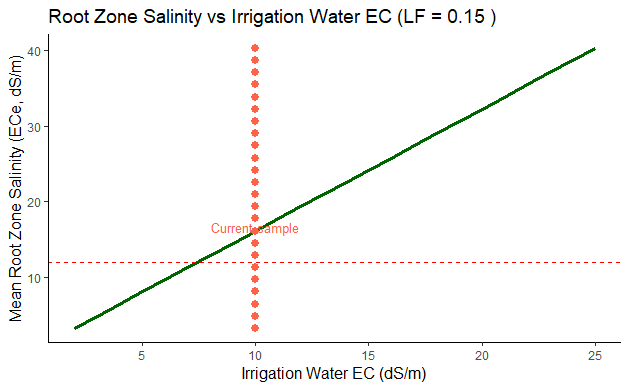 Root Zone Salinity vs Irrigation Water EC (LF = 0.15 )
Mean Root Zone Salinity (ECe, dS/m)
40
30
20
10
Current sample
5
10
15
20
25
Irrigation Water EC (dS/m)